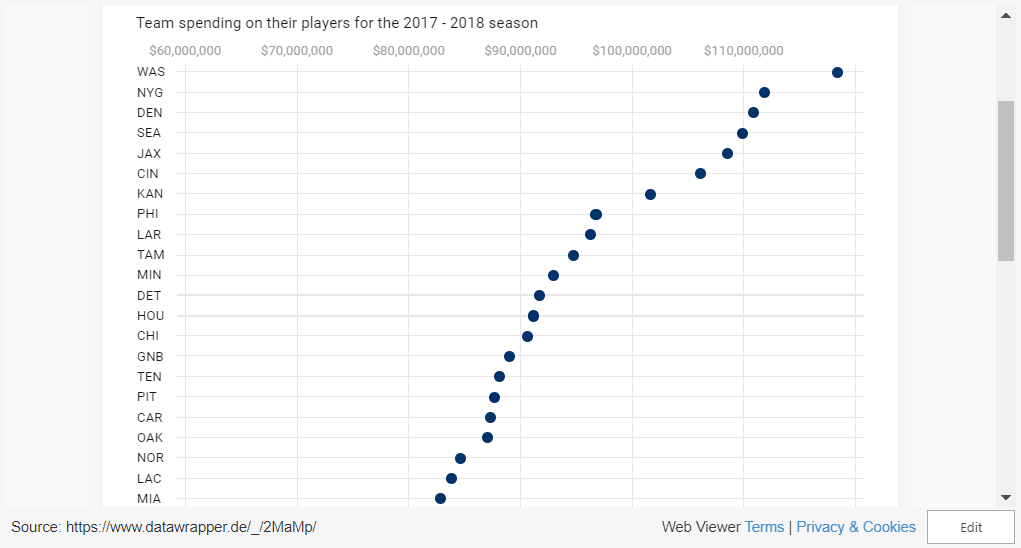 Team spending on their players for the 2017 - 2018 season
$60,000,000 $70,000,000 $80,000,000 $90,000,000 $100,000,000 $110,000,000
WAS
NYG
DEN
SEA
JAX
CIN
KAN
PHI
LAR
TAM
MIN
DET
HOU
CHI
GNB
TEN
PIT
CAR
OAK
NOR
LAC
MIA
Source: https://www.datawrapper.de/_/2MaMp/ Web Viewer Terms | Privacy & Cookies Edit